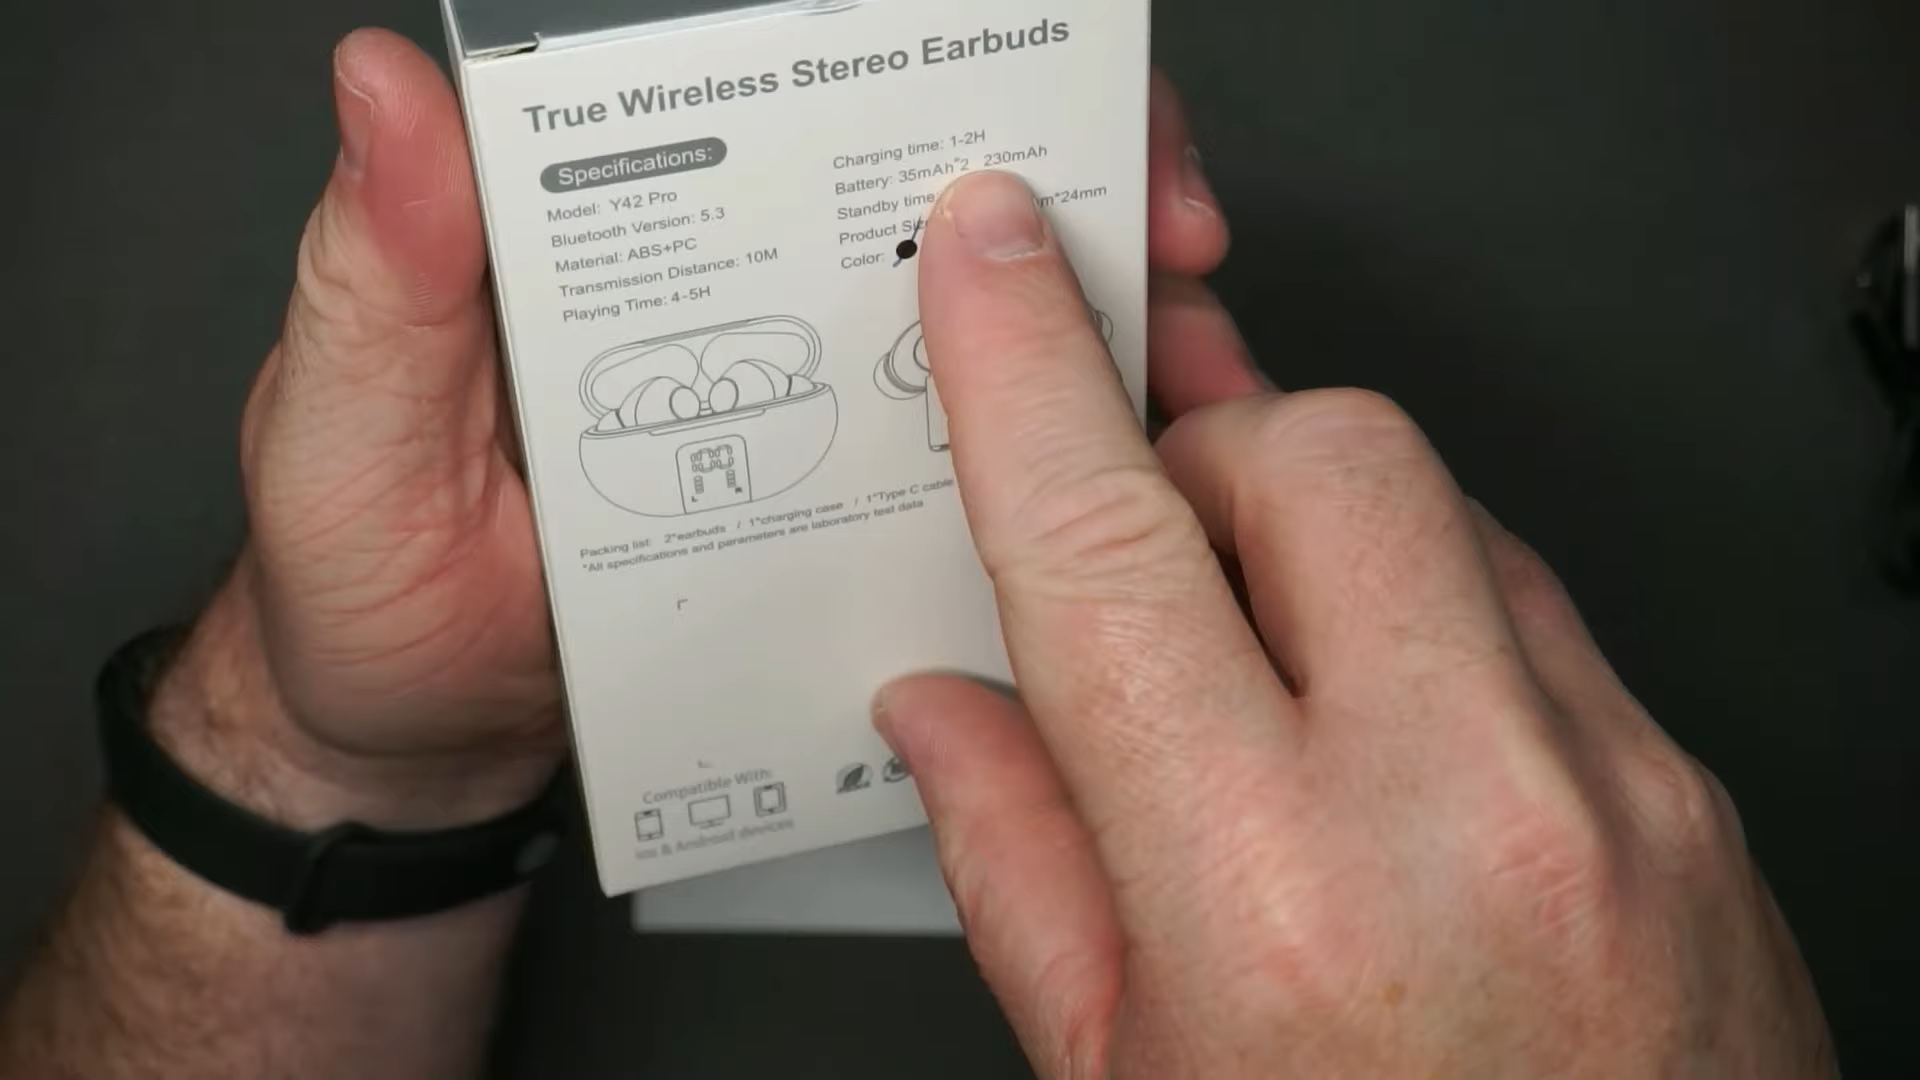 True Wireless Stereo Earbuds
Specifications:
Model: Y42 Pro
Bluetooth Version: 5.3
Material: ABS+PC
Transmission Distance: 10M
Playing Time: 4-5H
Charging time: 1-2H
Battery: 35mAh*2 230mAh
Standby time:
Product m*24mm
Color:
Packing list: 2*earbuds / 1*charging case / 1*Type C cable
*All specifications and parameters are laboratory test data
L R
Compatible With:
ios & Android devices